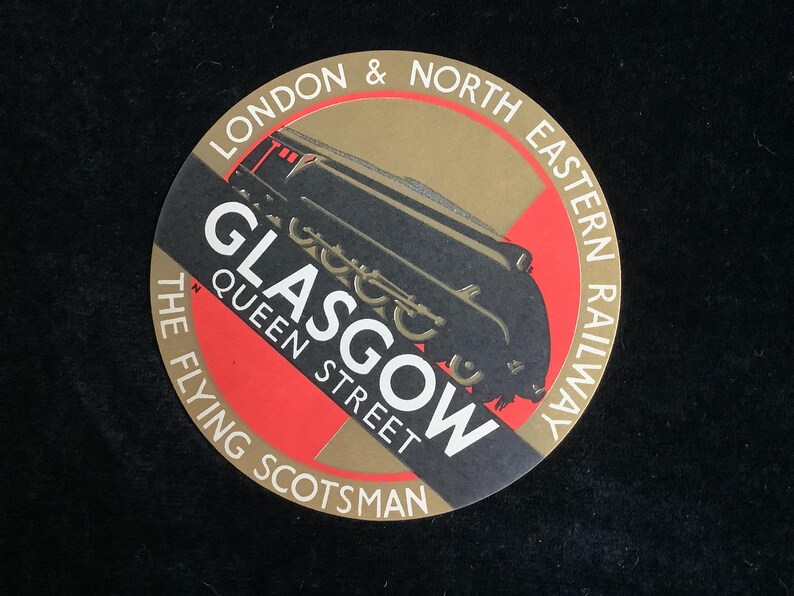 LONDON & NORTH EASTERN RAILWAY
GLASGOW
QUEEN STREET
THE FLYING SCOTSMAN
N